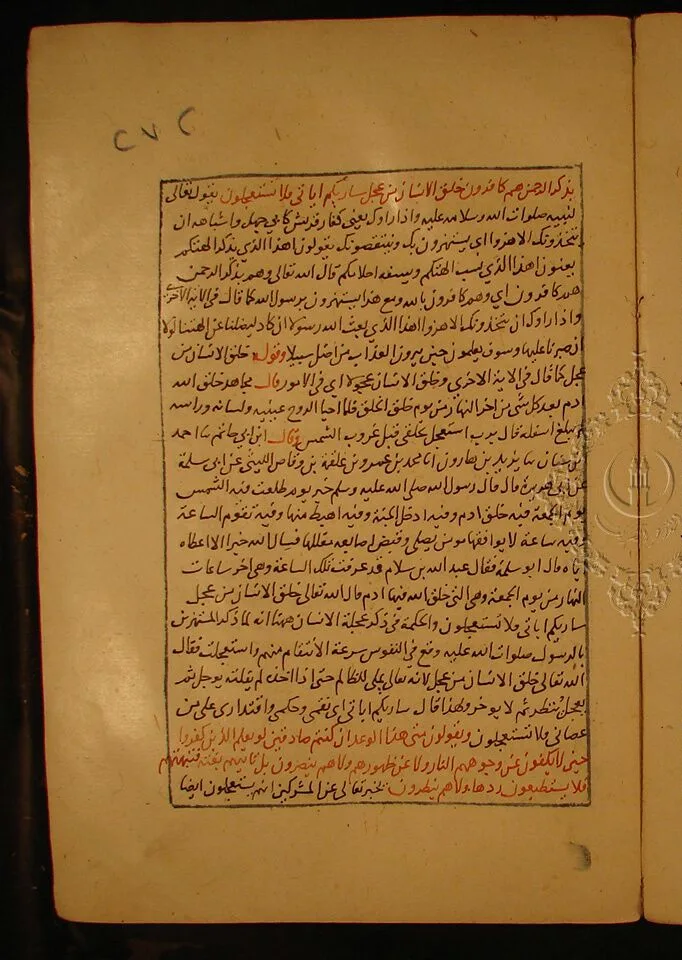 ٢٧٢
بذكر الرحمن هم كافرون خلق الانسان من عجل ساريكم اياتي فلا تستعجلون يقول تعالى
لنبيه صلوات الله وسلامه عليه واذا راوك يعني كفار قريش كابي جهل واشباهه ان
يتخذونك الا هزوا اي يستهزون بك وينتقصونك يقولون اهذا الذي يذكر الهتكم
يعنون اهذا الذي يسب الهتكم ويسفه احلامكم قال الله تعالى وهم بذكر الرحمن
هم كافرون اي وهم كافرون بالله ومع هذا يستهزون برسول الله كما قال في الاية الاخرى
واذا راوك ان يتخذونك الا هزوا اهذا الذي بعث الله رسولا ان كاد ليضلنا عن الهتنا لولا
ان صبرنا عليها وسوف يعلمون حين يرون العذاب من اضل سبيلا وقوله خلق الانسان من
عجل كما قال في الاية الاخرى وخلق الانسان عجولا اي في الامور قال مجاهد خلق الله
ادم بعد كل شي من اخر النهار من يوم خلق الخلق فلما احيا الروح عينيه ولسانه وراسه
ولم يبلغ اسفله قال يرب استعجل بخلقي قبل غروب الشمس وقال ابن ابي حاتم سا احمد
بن سنان سا يزيد بن هارون انا محمد بن عمرو بن علقمة بن وقاص الليثي عن ابي سلمة
عن ابي هريرة قال قال رسول الله صلى الله عليه وسلم خير يوم طلعت فيه الشمس
يوم الجمعة فيه خلق ادم وفيه ادخل الجنة وفيه اهبط منها وفيه تقوم الساعة
وفيه ساعة لا يوافقها مومن يصلي وقبض اصابعه يقللها فسال الله خيرا الا اعطاه
اياه قال ابو سلمة فقال عبد الله بن سلام قد عرفت تلك الساعة وهي اخر ساعات
النهار من يوم الجمعة وهي التي خلق الله فيها ادم قال الله تعالى خلق الانسان من عجل
ساريكم اياتي فلا تستعجلون والحكمة في ذكر عجلة الانسان ههنا انه لما ذكر المستهزين
بالرسول صلوات الله عليه وقع في النفوس سرعة الانتقام منهم واستعجلت فقال
الله تعالى خلق الانسان من عجل لانه تعالى يملي للظالم حتى اذا اخذه لم يفلته يوجل ثم
يعجل وينظر ثم لا يوخر ولهذا قال ساريكم اياتي اي نقمي وحكمي واقتداري على من
عصاني فلا تستعجلون ويقولون متى هذا الوعد ان كنتم صادقين لو يعلم الذين كفروا
حين لا يكفون عن وجوههم النار ولا عن ظهورهم ولا هم ينصرون بل تاتيهم بغتة فتبهتهم
فلا يستطيعون ردها ولا هم ينظرون يخبر تعالى عن المشركين انهم يستعجلون ايضا